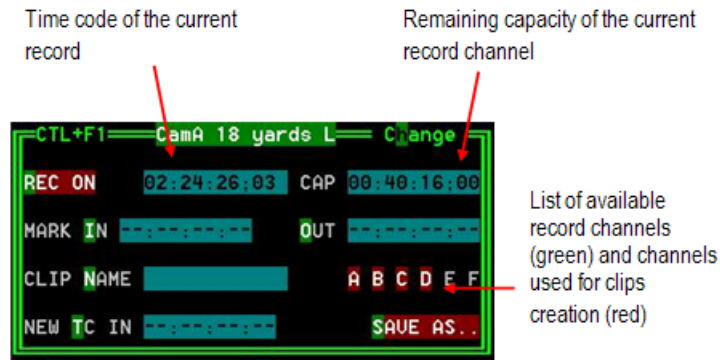 Time code of the current
record
Remaining capacity of the current
record channel
CTL+F1 CamA 18 yards L Change
REC ON 02:24:26;03 CAP 00:40:16;00
MARK IN --:--:--:-- OUT --:--:--:--
CLIP NAME A B C D E F
NEW TC IN --:--:--:-- SAVE AS..
List of available
record channels
(green) and channels
used for clips
creation (red)